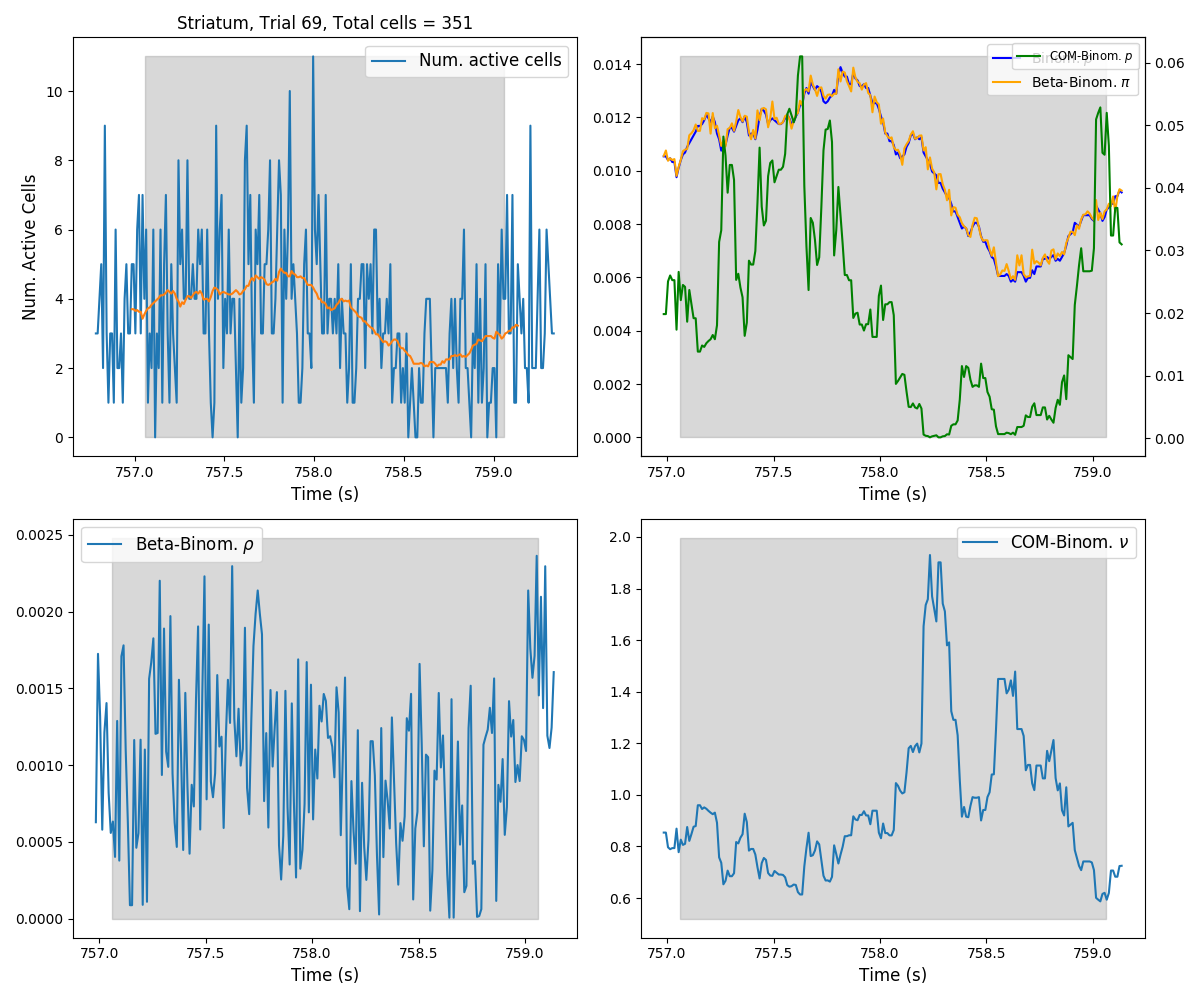 Striatum, Trial 69, Total cells = 351
Num. active cells
Num. Active Cells
10
8
6
4
2
0
757.0 757.5 758.0 758.5 759.0
Time (s)
COM-Binom. p
Binom. p
Beta-Binom. π
0.014
0.012
0.010
0.008
0.006
0.004
0.002
0.000
0.06
0.05
0.04
0.03
0.02
0.01
0.00
757.0 757.5 758.0 758.5 759.0
Time (s)
Beta-Binom. ρ
0.0025
0.0020
0.0015
0.0010
0.0005
0.0000
757.0 757.5 758.0 758.5 759.0
Time (s)
COM-Binom. ν
2.0
1.8
1.6
1.4
1.2
1.0
0.8
0.6
757.0 757.5 758.0 758.5 759.0
Time (s)